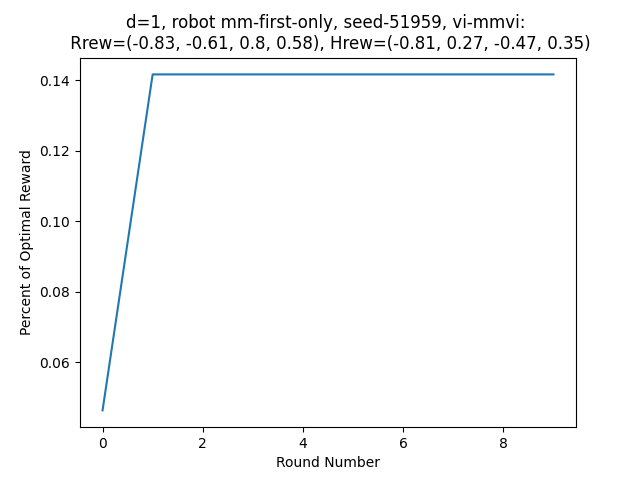 d=1, robot mm-first-only, seed-51959, vi-mmvi:
Rrew=(-0.83, -0.61, 0.8, 0.58), Hrew=(-0.81, 0.27, -0.47, 0.35)
0.14
0.12
0.10
0.08
0.06
Percent of Optimal Reward
0 2 4 6 8
Round Number